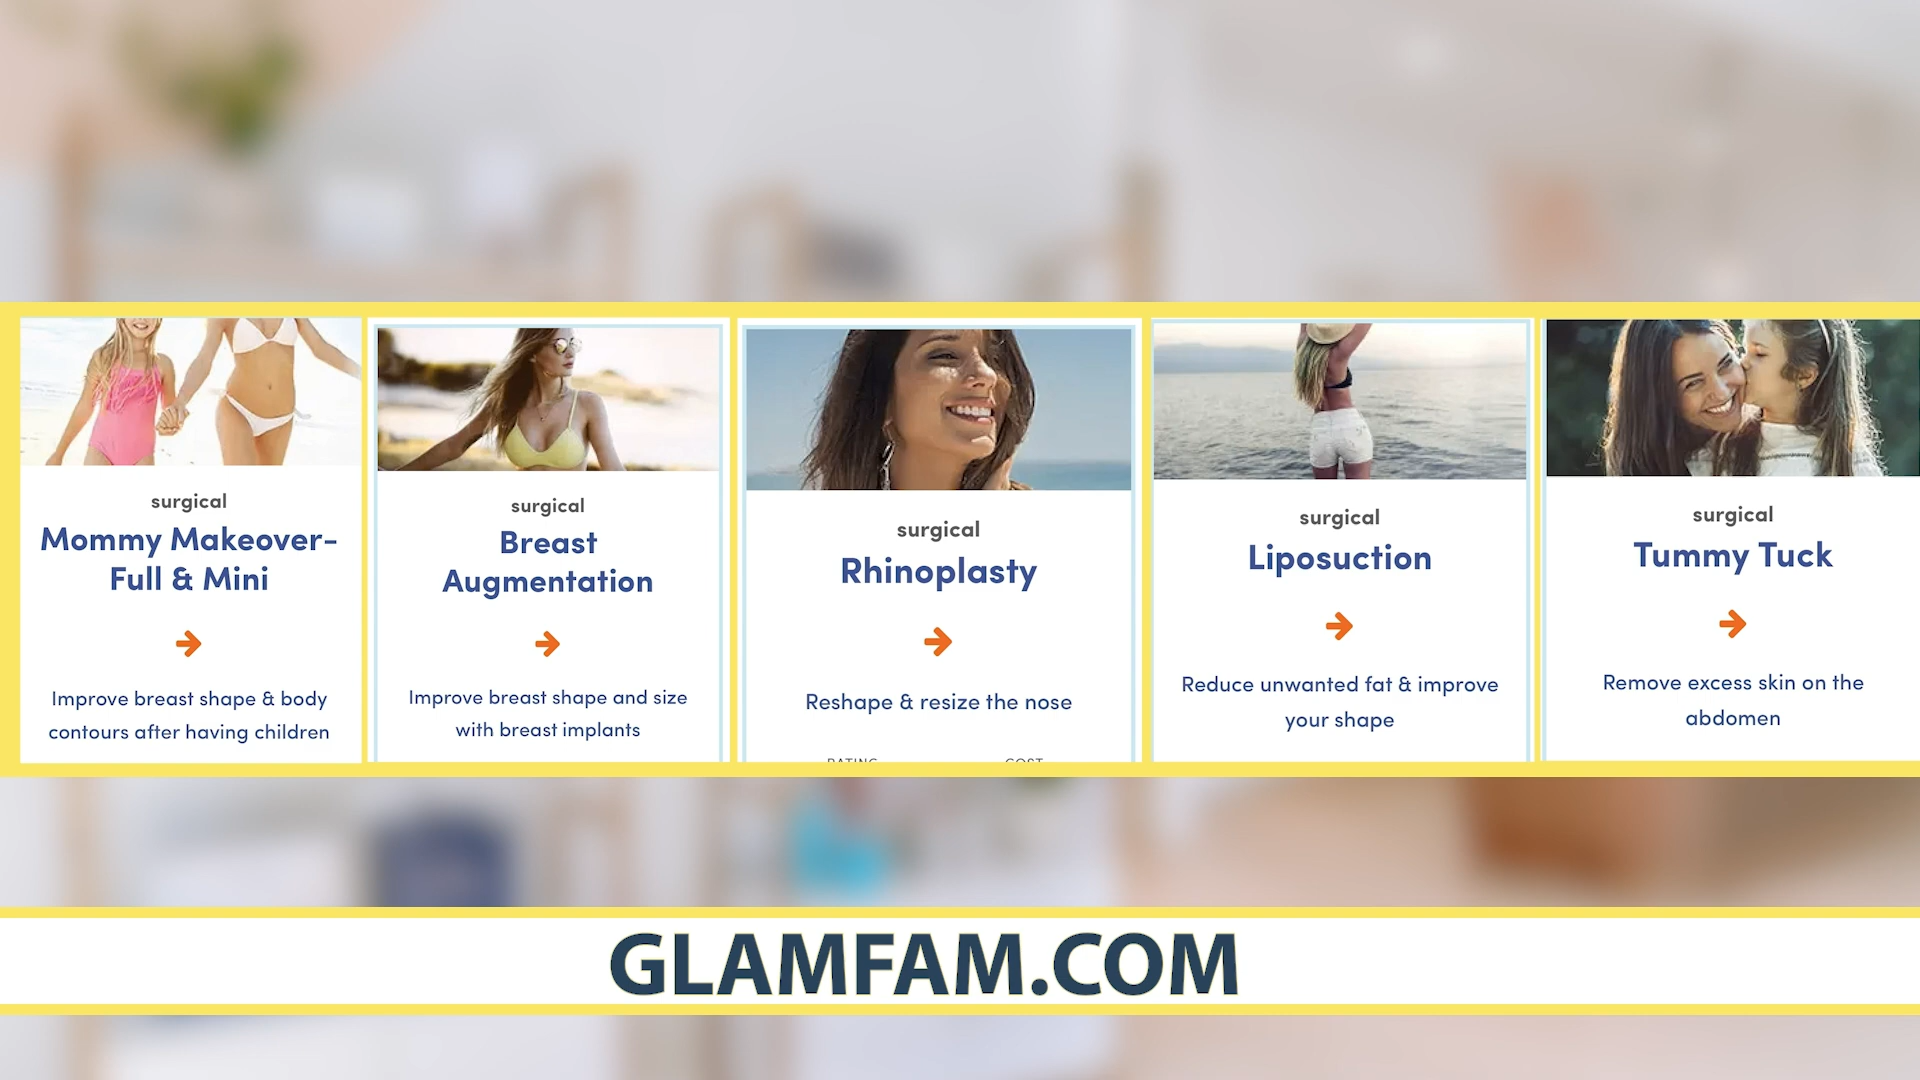 surgical
Mommy Makeover-
Full & Mini
Improve breast shape & body
contours after having children
surgical
Breast
Augmentation
Improve breast shape and size
with breast implants
surgical
Rhinoplasty
Reshape & resize the nose
RATING COST
surgical
Liposuction
Reduce unwanted fat & improve
your shape
surgical
Tummy Tuck
Remove excess skin on the
abdomen
GLAMFAM.COM